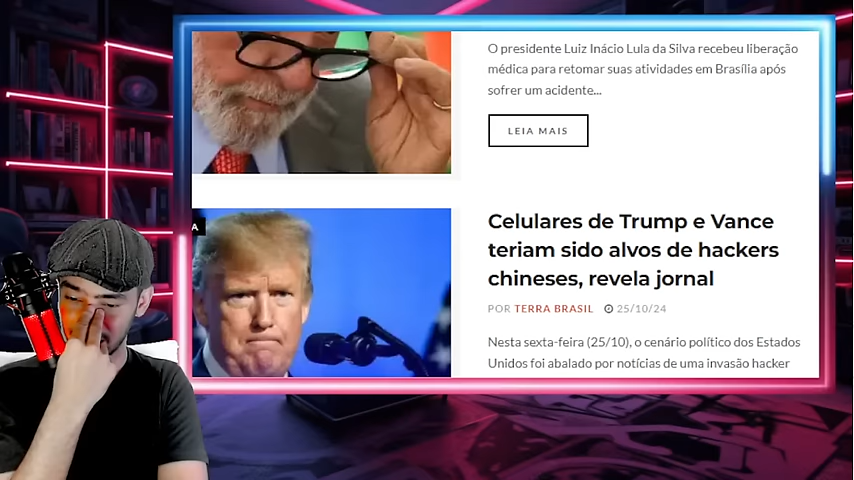 O presidente Luiz Inácio Lula da Silva recebeu liberação
médica para retomar suas atividades em Brasília após
sofrer um acidente...
LEIA MAIS
A
Celulares de Trump e Vance
teriam sido alvos de hackers
chineses, revela jornal
POR TERRA BRASIL 25/10/24
Nesta sexta-feira (25/10), o cenário político dos Estados
Unidos foi abalado por notícias de uma invasão hacker